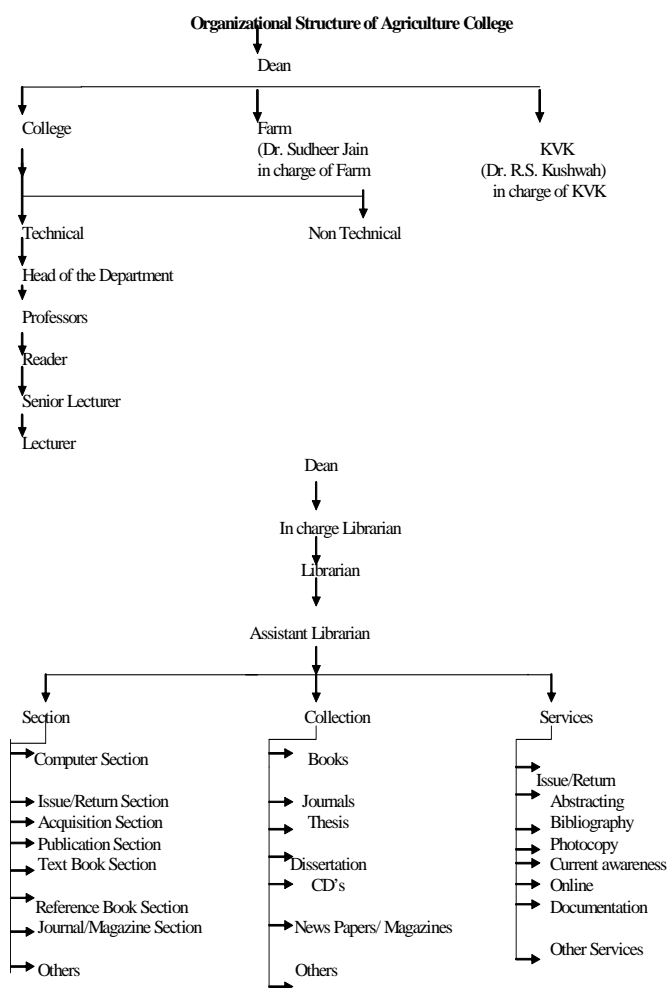 Organizational Structure of Agriculture College
Dean
College
Farm
(Dr. Sudheer Jain
in charge of Farm
KVK
(Dr. R.S. Kushwah)
in charge of KVK
Technical
Non Technical
Head of the Department
Professors
Reader
Senior Lecturer
Lecturer
Dean
In charge Librarian
Librarian
Assistant Librarian
Section
Computer Section
Issue/Return Section
Acquisition Section
Publication Section
Text Book Section
Reference Book Section
Journal/Magazine Section
Others
Collection
Books
Journals
Thesis
Dissertation
CD's
News Papers/ Magazines
Others
Services
Issue/Return
Abstracting
Bibliography
Photocopy
Current awareness
Online
Documentation
Other Services